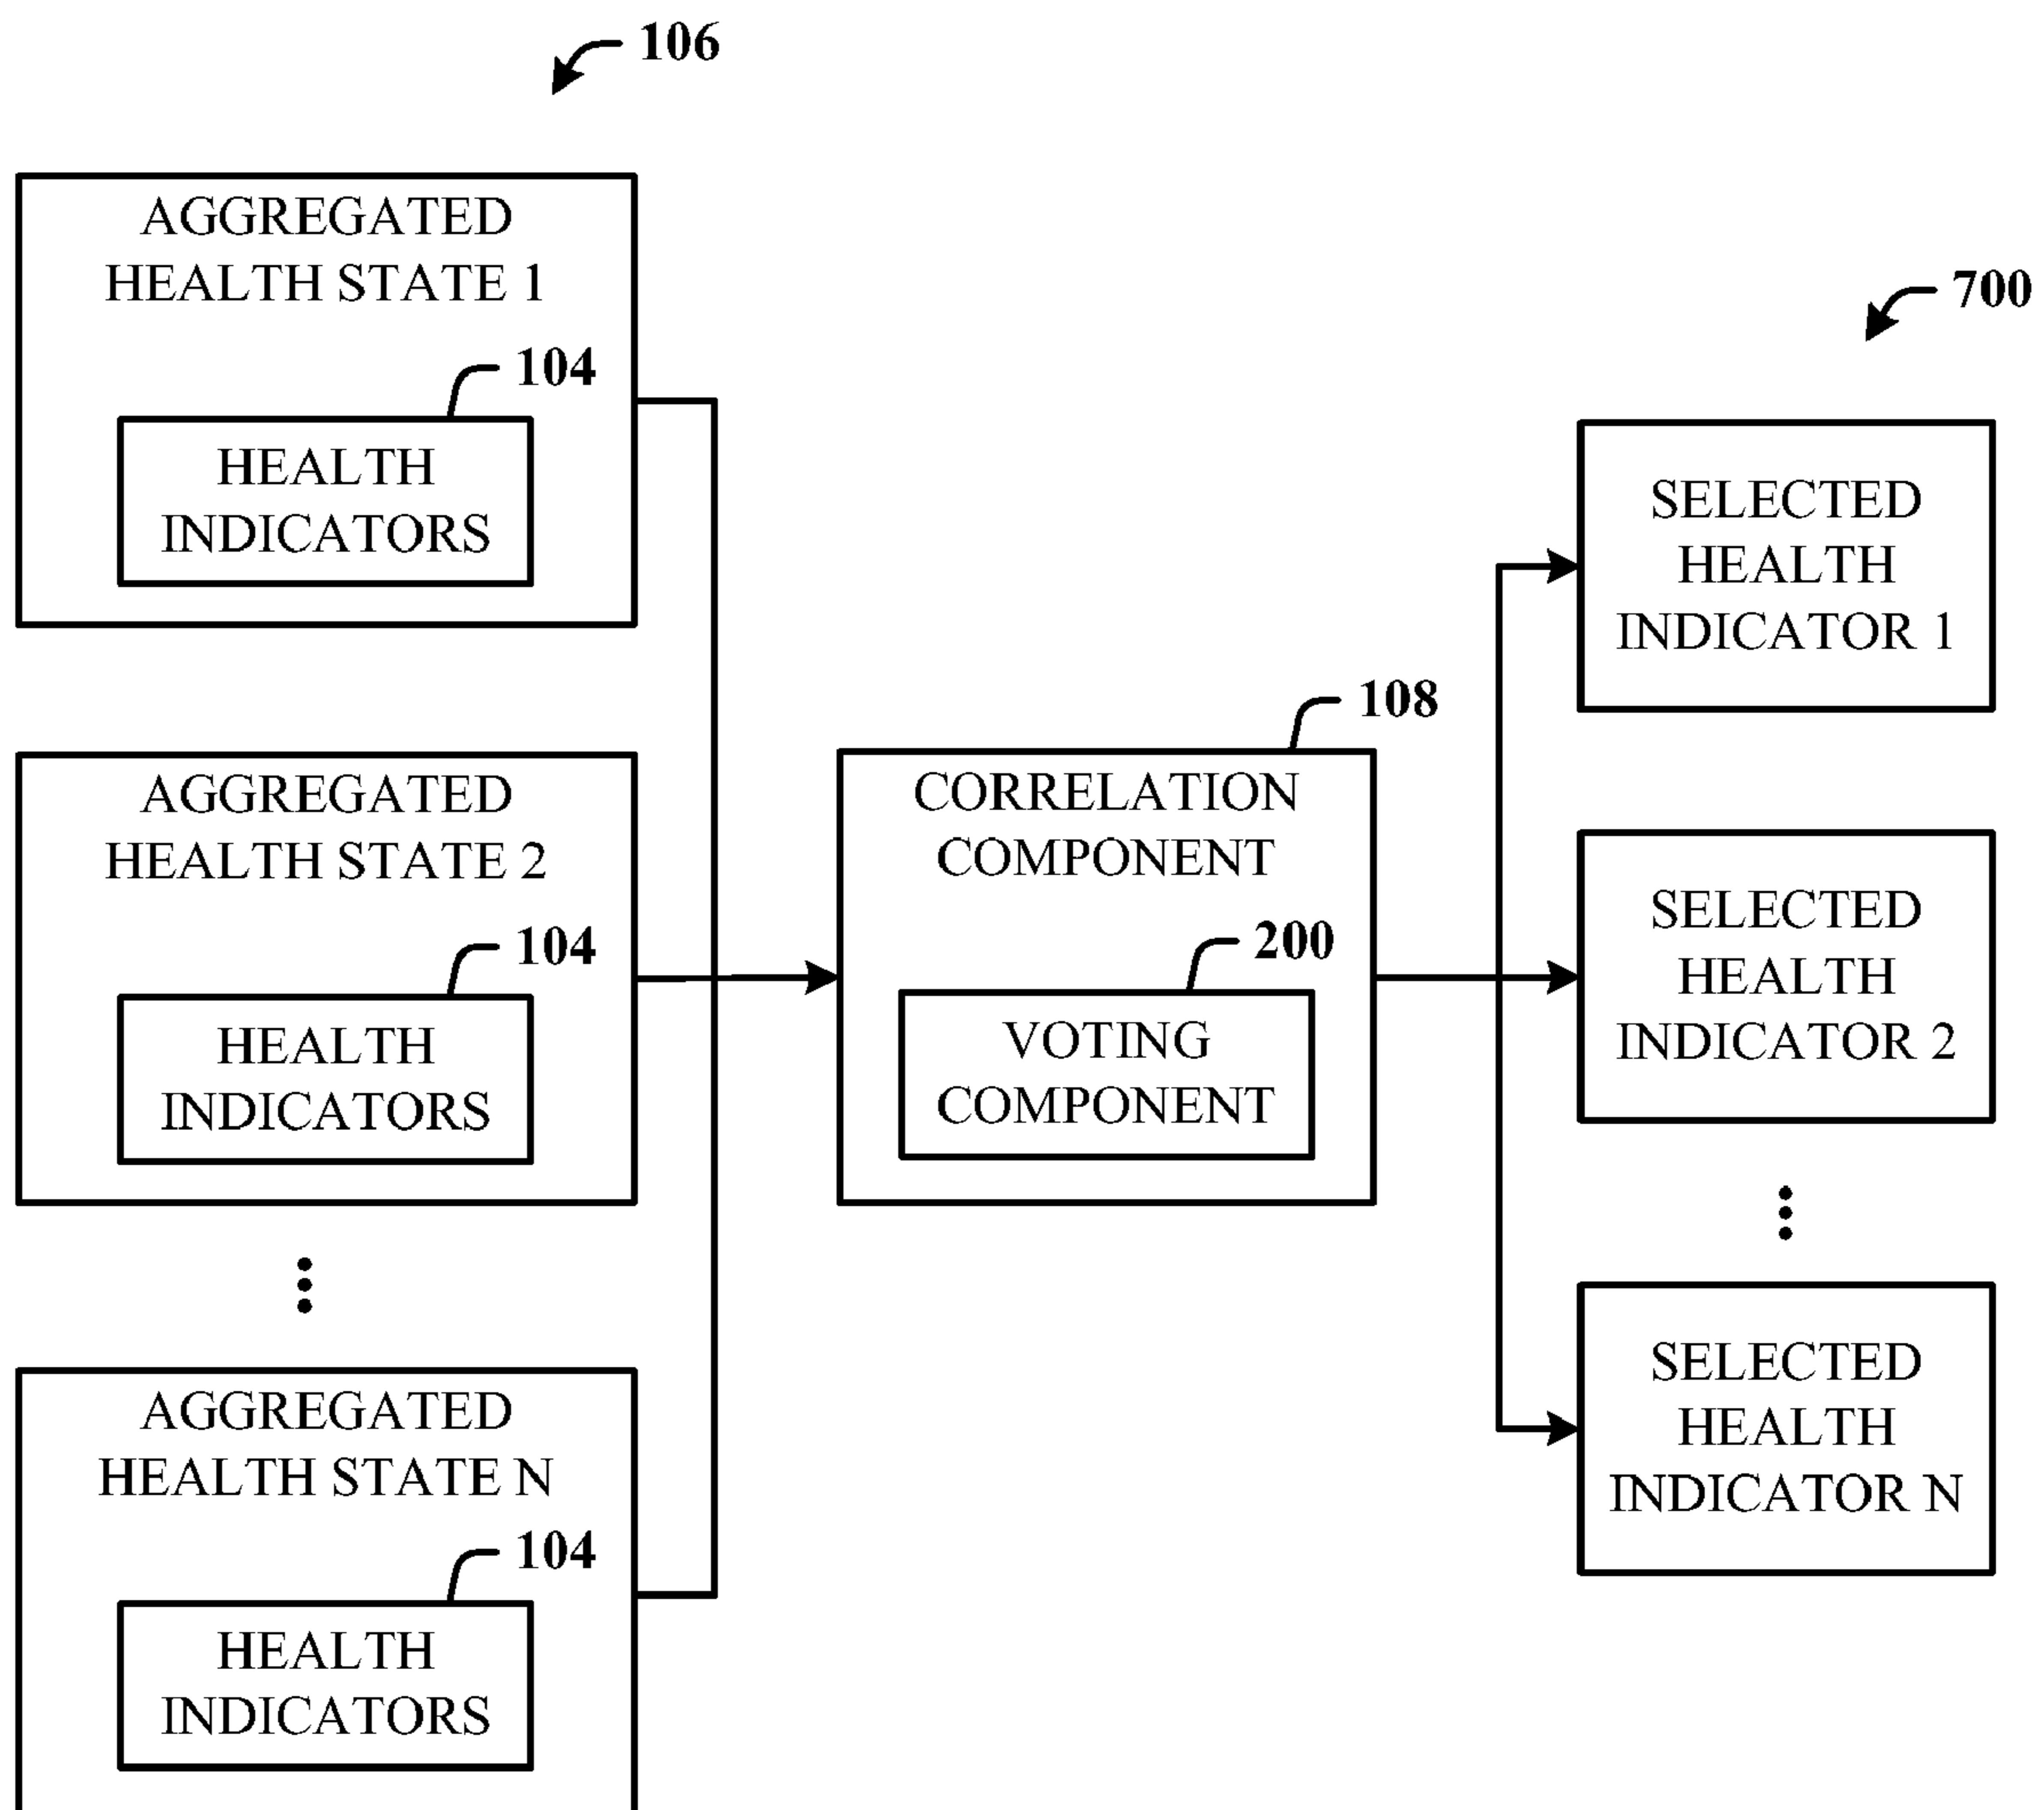 106
AGGREGATED
HEALTH STATE 1
104
HEALTH
INDICATORS
AGGREGATED
HEALTH STATE 2
104
HEALTH
INDICATORS
AGGREGATED
HEALTH STATE N
104
HEALTH
INDICATORS
108
CORRELATION
COMPONENT
200
VOTING
COMPONENT
700
SELECTED
HEALTH
INDICATOR 1
SELECTED
HEALTH
INDICATOR 2
SELECTED
HEALTH
INDICATOR N